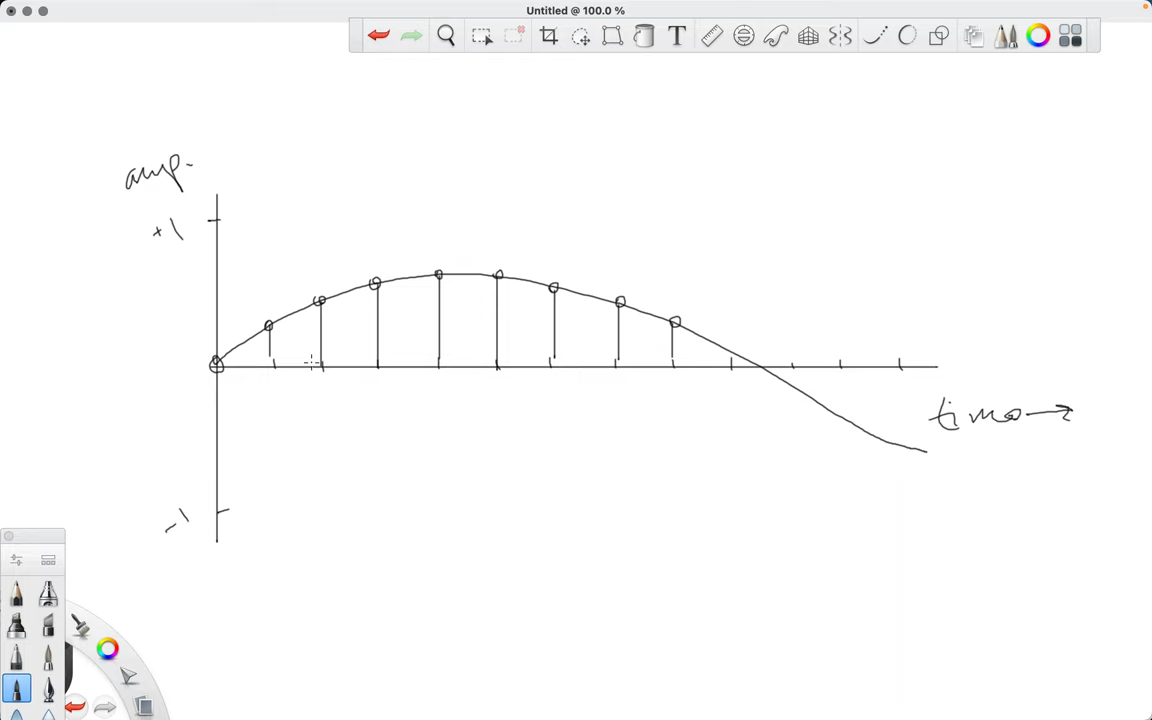 Untitled @ 100.0 %
T
amp.
+1
time→
-1